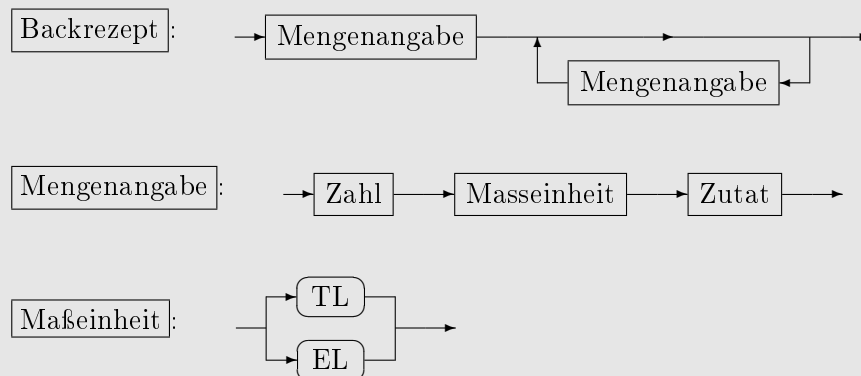 Backrezept: Mengenangabe
Mengenangabe
Mengenangabe: Zahl Masseinheit Zutat
TL
Maßeinheit:
EL